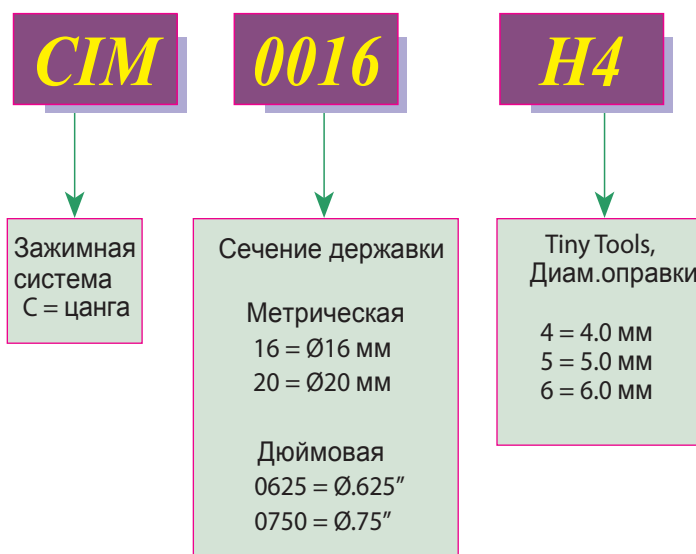 CIM 0016 H4
Зажимная
система
C = цанга
Сечение державки
Метрическая
16 = Ø16 мм
20 = Ø20 мм
Дюймовая
0625 = Ø.625″
0750 = Ø.75″
Tiny Tools,
Диам.оправки
4 = 4.0 мм
5 = 5.0 мм
6 = 6.0 мм